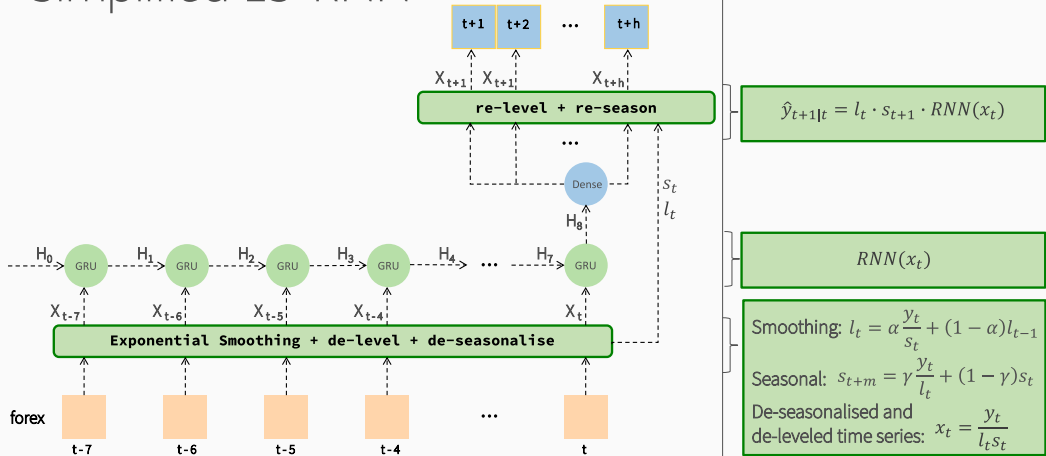 t+1 t+2 ... t+h
X_{t+1} X_{t+1} X_{t+h}
re-level + re-season
ŷ_{t+1|t} = l_t · s_{t+1} · RNN(x_t)
...
Dense
s_t
l_t
H_8
H_0 GRU H_1 GRU H_2 GRU H_3 GRU H_4 ... H_7 GRU
RNN(x_t)
X_{t-7} X_{t-6} X_{t-5} X_{t-4} X_t
Exponential Smoothing + de-level + de-seasonalise
Smoothing: l_t = α y_t/s_t + (1 − α)l_{t−1}
Seasonal: s_{t+m} = γ y_t/l_t + (1 − γ)s_t
De-seasonalised and
de-leveled time series: x_t = y_t/(l_t s_t)
forex ...
t-7 t-6 t-5 t-4 t